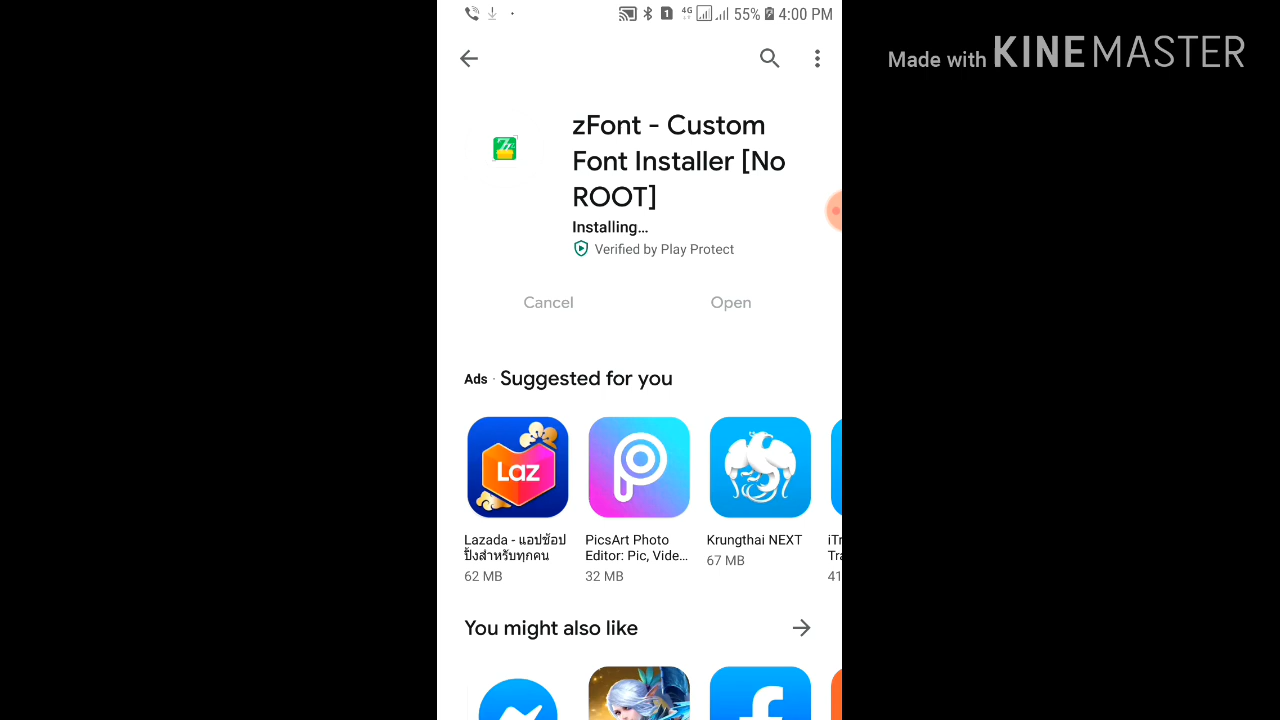 4G 55% 4:00 PM
Made with KINEMASTER
zFont - Custom
Font Installer [No
ROOT]
Installing...
Verified by Play Protect
Cancel Open
Ads · Suggested for you
Laz
Lazada - แอปช้อป
ปิ้งสำหรับทุกคน
62 MB
PicsArt Photo
Editor: Pic, Vide...
32 MB
Krungthai NEXT
67 MB
41
You might also like